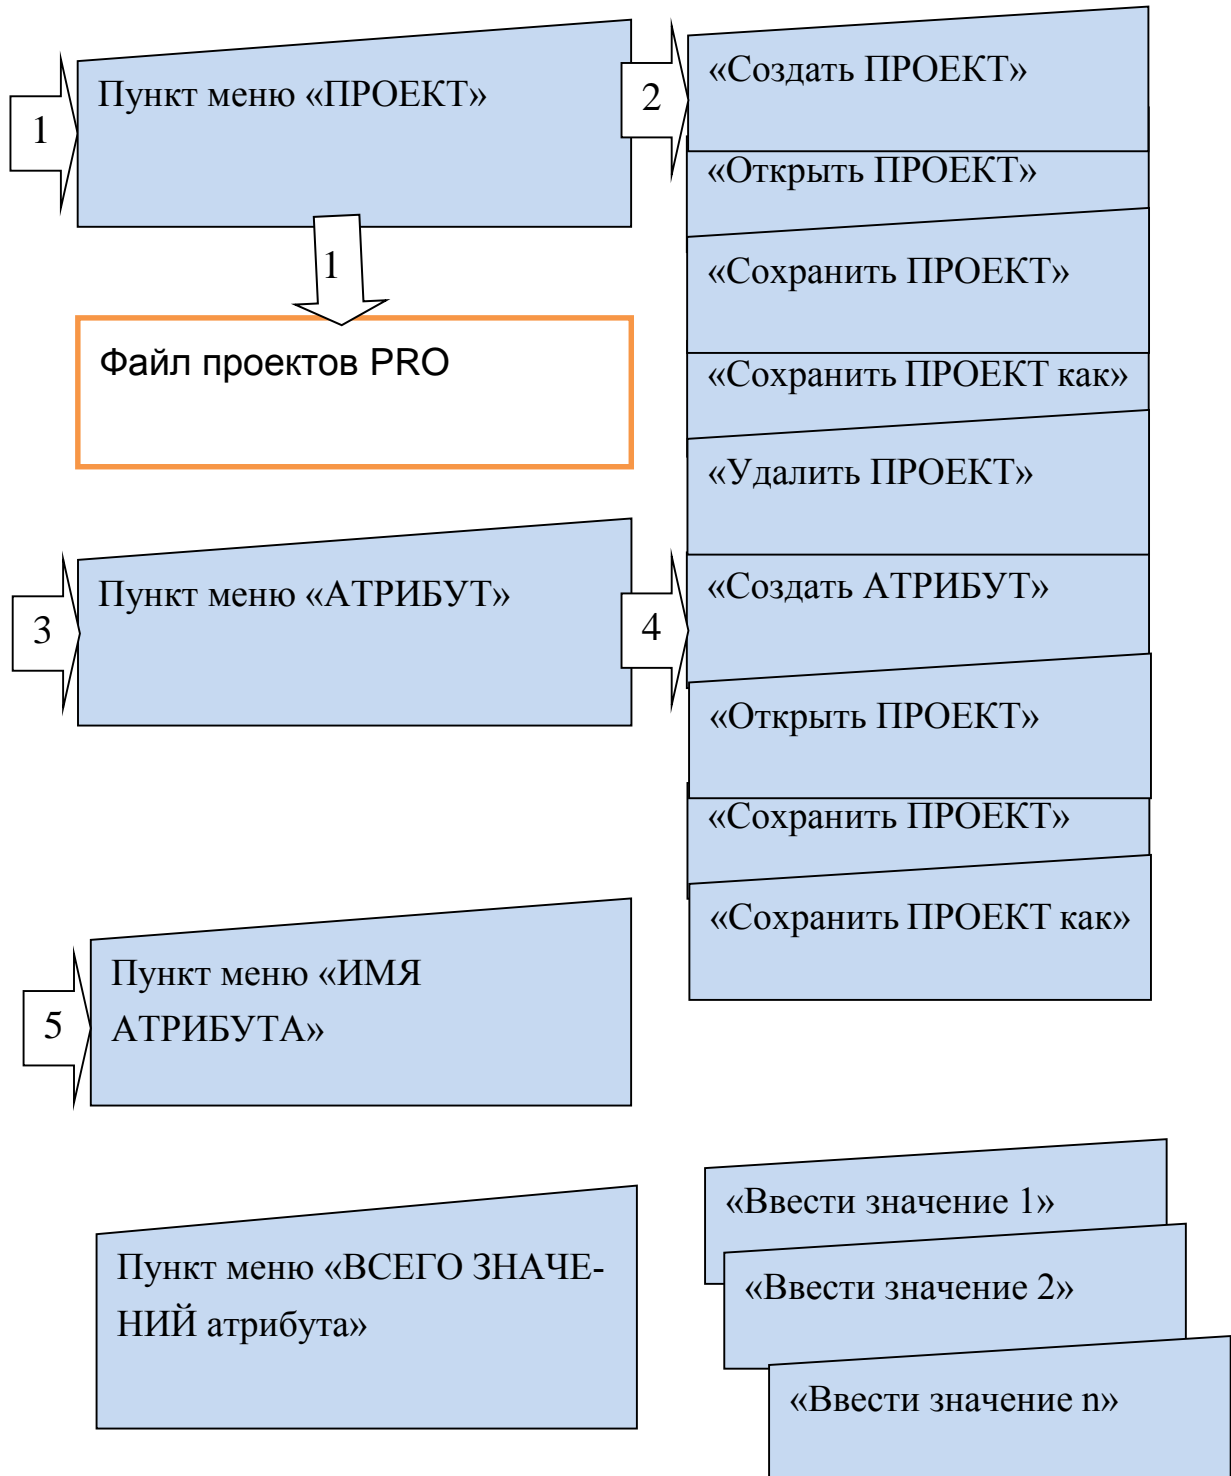 1
Пункт меню «ПРОЕКТ»
1
Файл проектов PRO
2
«Создать ПРОЕКТ»
«Открыть ПРОЕКТ»
«Сохранить ПРОЕКТ»
«Сохранить ПРОЕКТ как»
«Удалить ПРОЕКТ»
3
Пункт меню «АТРИБУТ»
4
«Создать АТРИБУТ»
«Открыть ПРОЕКТ»
«Сохранить ПРОЕКТ»
«Сохранить ПРОЕКТ как»
5
Пункт меню «ИМЯ
АТРИБУТА»
Пункт меню «ВСЕГО ЗНАЧЕ-
НИЙ атрибута»
«Ввести значение 1»
«Ввести значение 2»
«Ввести значение n»